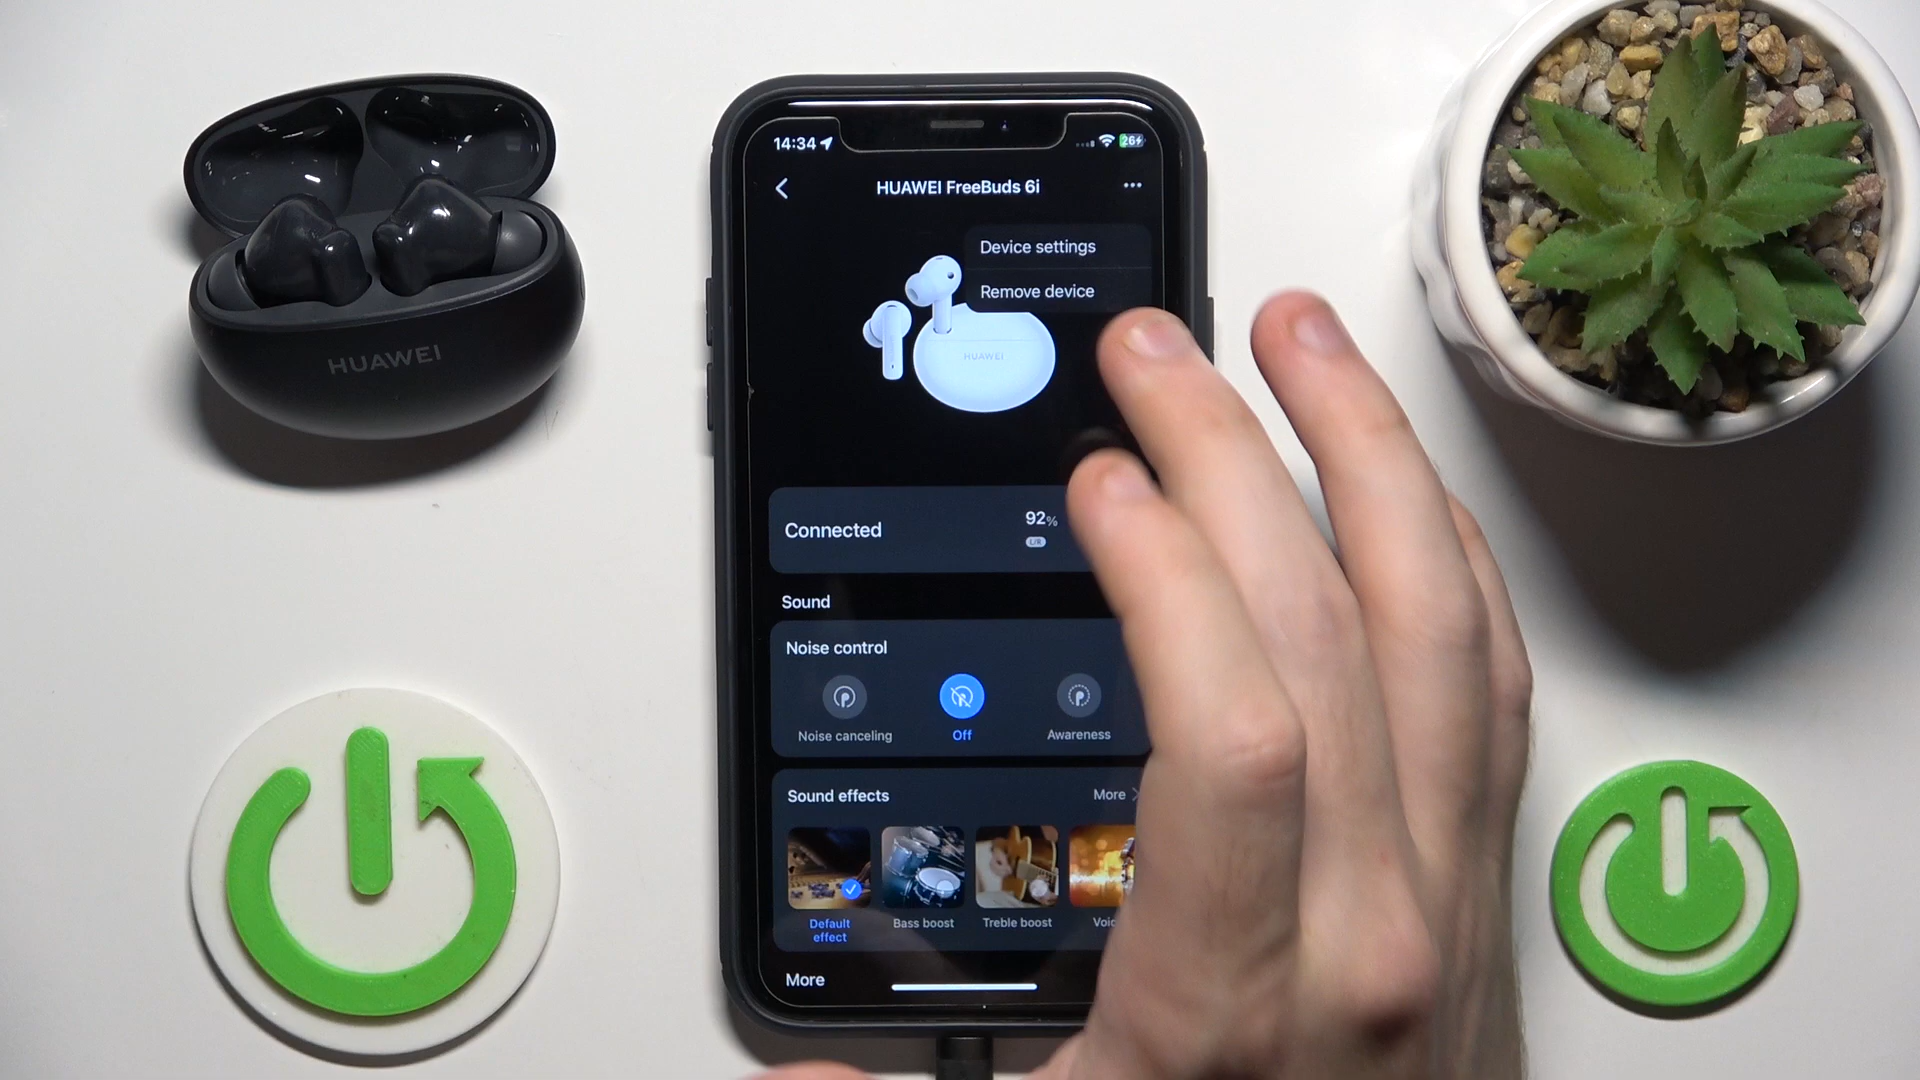 HUAWEI
14:34
26
HUAWEI FreeBuds 6i
Device settings
Remove device
HUAWEI
Connected
92%
L/R
Sound
Noise control
Noise canceling
Off
Awareness
Sound effects
More
Default
effect
Bass boost
Treble boost
More